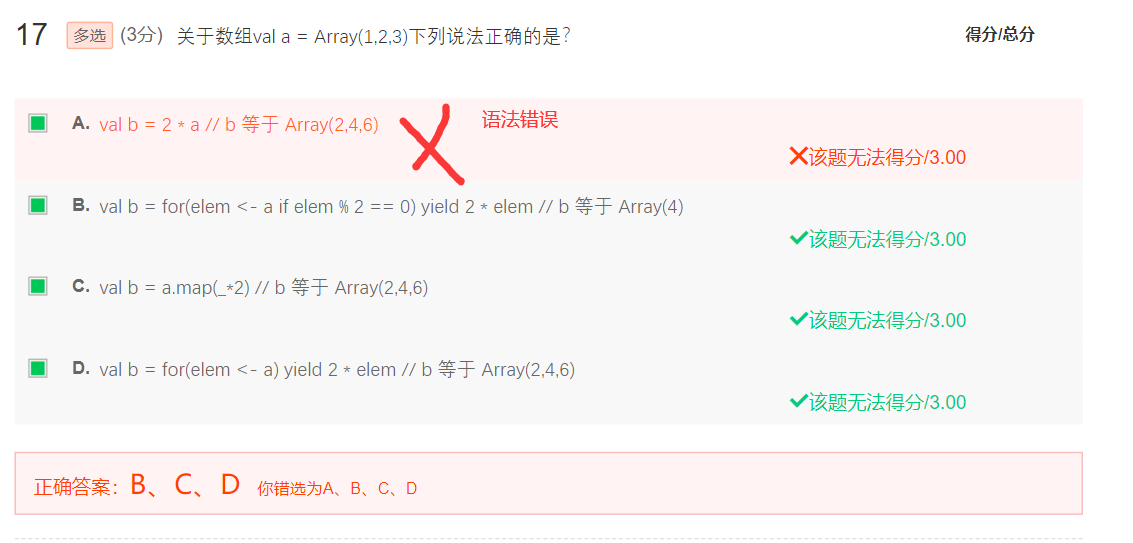 17 多选 (3分) 关于数组val a = Array(1,2,3)下列说法正确的是? 得分/总分
A. val b = 2 * a // b 等于 Array(2,4,6) 语法错误
该题无法得分/3.00
B. val b = for(elem <- a if elem % 2 == 0) yield 2 * elem // b 等于 Array(4)
该题无法得分/3.00
C. val b = a.map(_*2) // b 等于 Array(2,4,6)
该题无法得分/3.00
D. val b = for(elem <- a) yield 2 * elem // b 等于 Array(2,4,6)
该题无法得分/3.00
正确答案：B、C、D 你错选为A、B、C、D